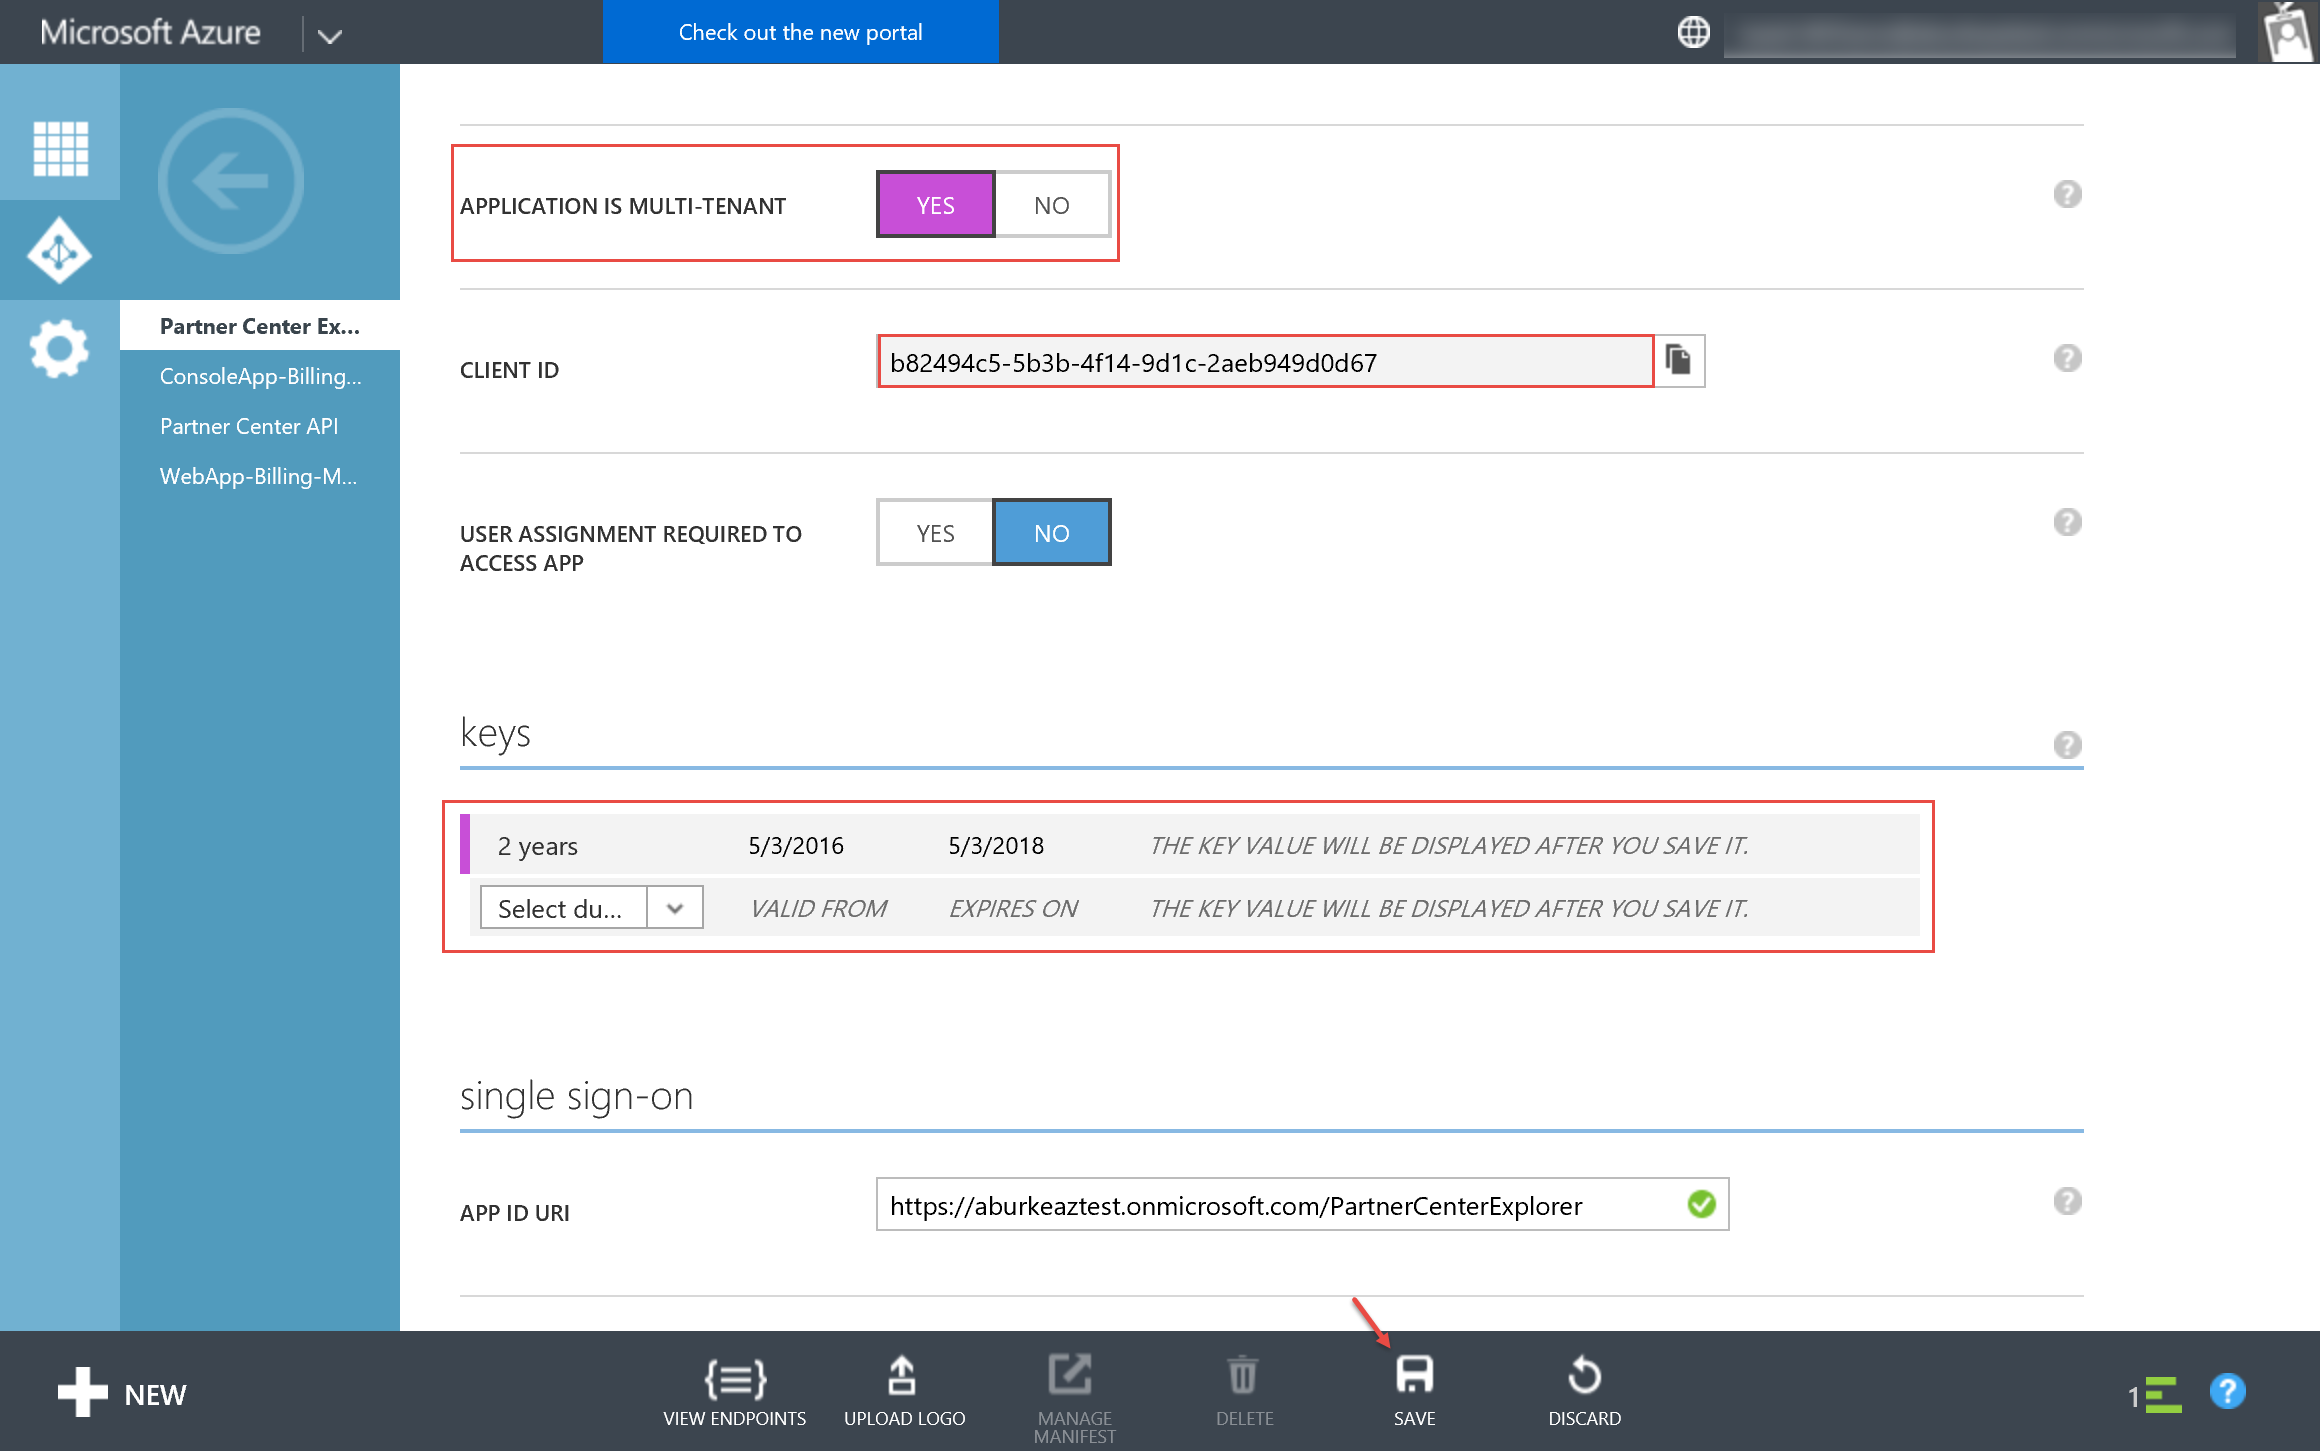 Microsoft Azure
Check out the new portal
APPLICATION IS MULTI-TENANT
YES
NO
Partner Center Ex...
ConsoleApp-Billing...
Partner Center API
WebApp-Billing-M...
CLIENT ID
b82494c5-5b3b-4f14-9d1c-2aeb949d0d67
USER ASSIGNMENT REQUIRED TO
ACCESS APP
YES
NO
keys
2 years
5/3/2016
5/3/2018
THE KEY VALUE WILL BE DISPLAYED AFTER YOU SAVE IT.
Select du...
VALID FROM
EXPIRES ON
THE KEY VALUE WILL BE DISPLAYED AFTER YOU SAVE IT.
single sign-on
APP ID URI
https://aburkeaztest.onmicrosoft.com/PartnerCenterExplorer
NEW
VIEW ENDPOINTS
UPLOAD LOGO
MANAGE
MANIFEST
DELETE
SAVE
DISCARD
1